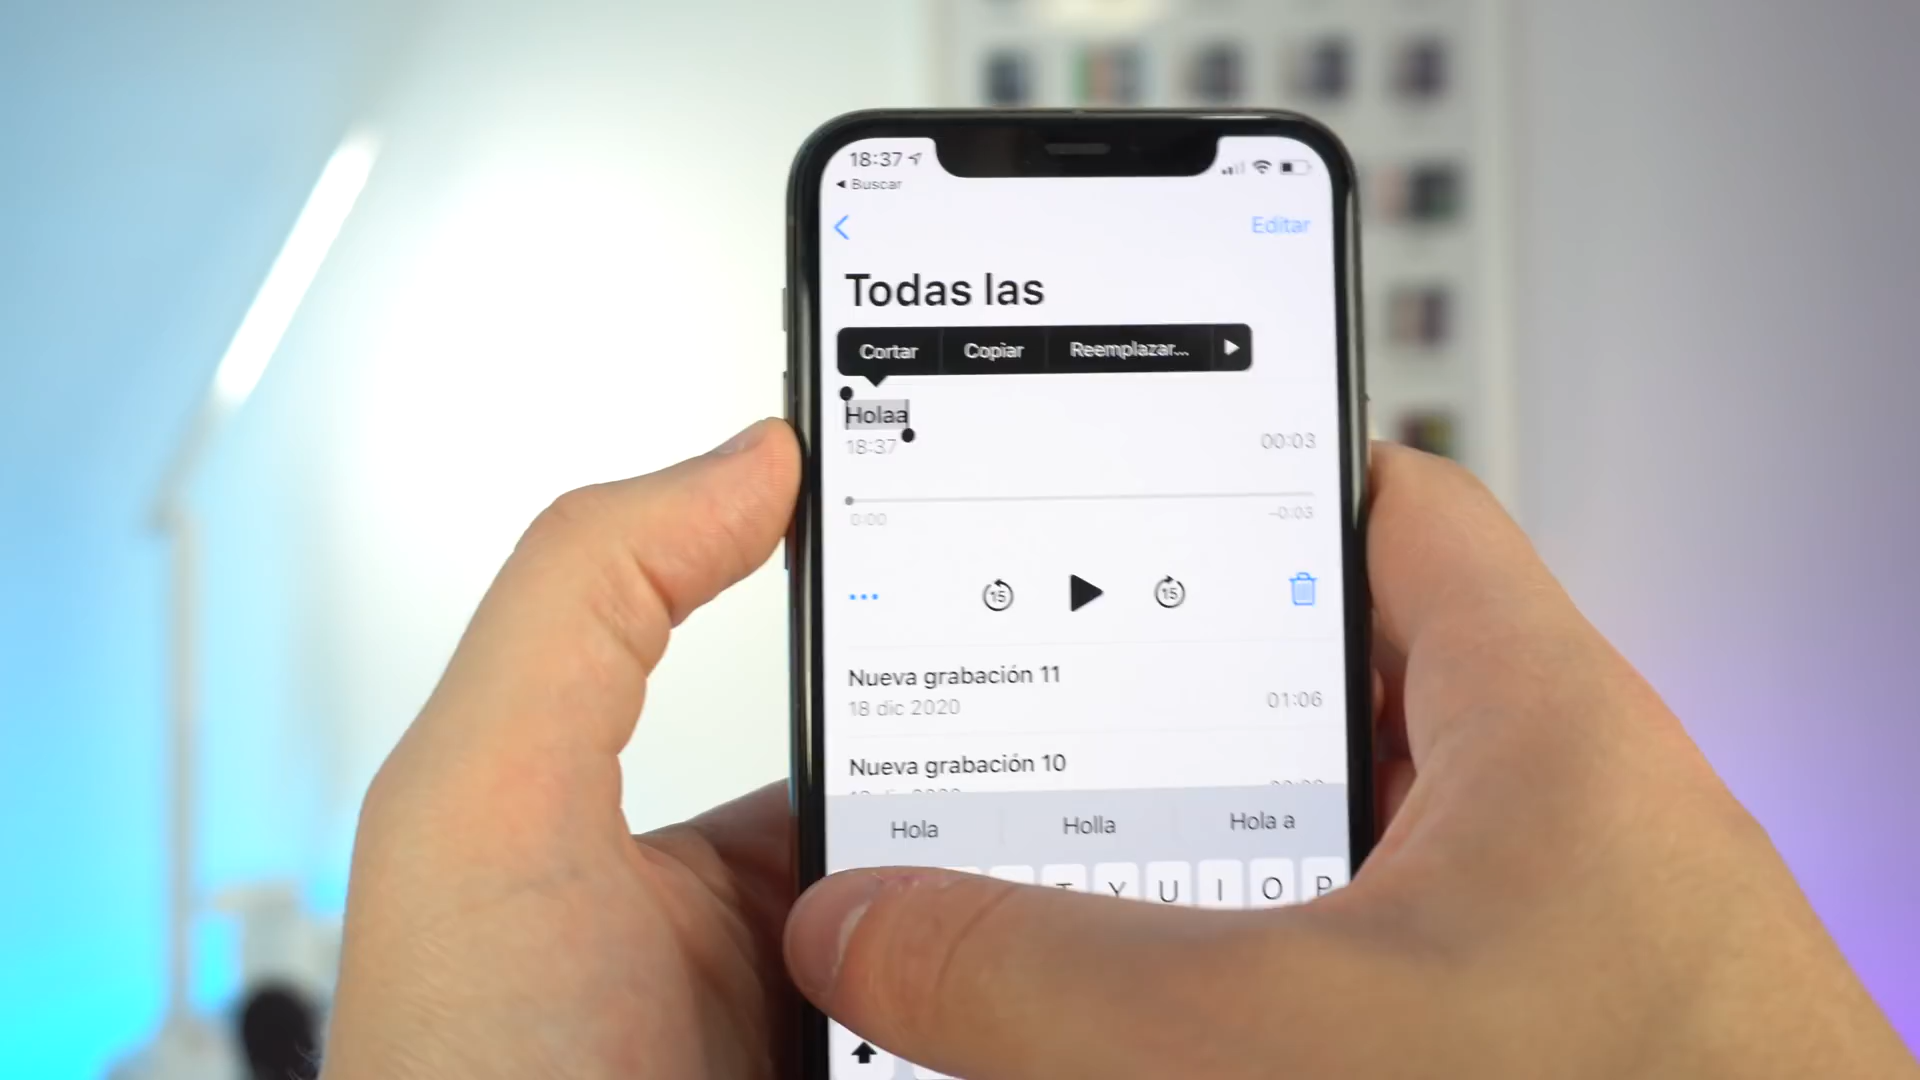 18:37
◀ Buscar
Editar
Todas las
Cortar Copiar Reemplazar... ▶
Holaa
18:37 00:03
0:00 -0:03
15 15
Nueva grabación 11
18 dic 2020 01:06
Nueva grabación 10
Hola Holla Hola a
T Y U I O P